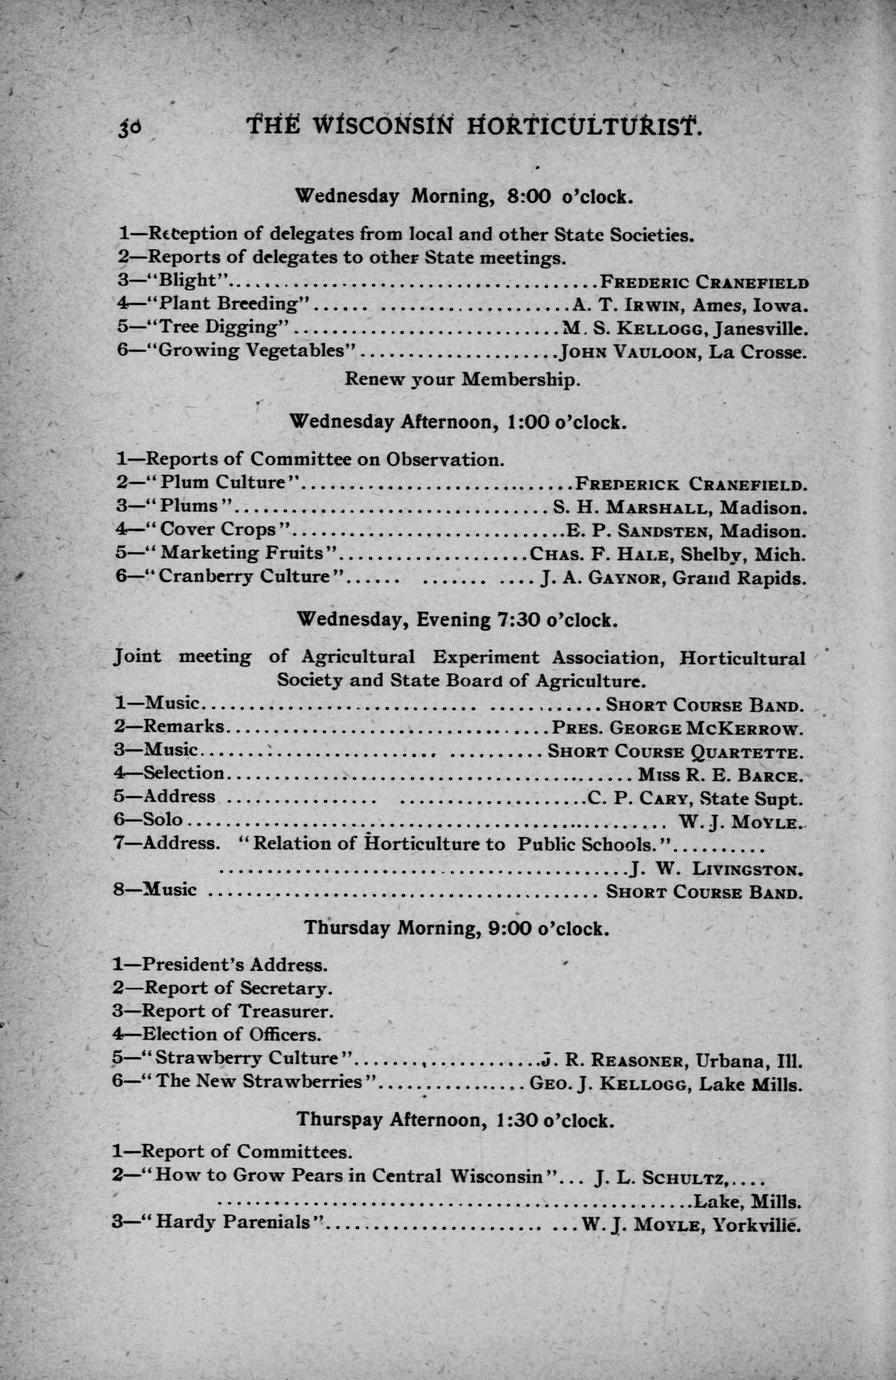 30 THE WISCONSIN HORTICULTURIST.
Wednesday Morning, 8:00 o'clock.
1—Reception of delegates from local and other State Societies.
2—Reports of delegates to other State meetings.
3—"Blight"......................................FREDERIC CRANEFIELD
4—"Plant Breeding"...... ....................A. T. IRWIN, Ames, Iowa.
5—"Tree Digging"............................M. S. KELLOGG, Janesville.
6—"Growing Vegetables".....................JOHN VAULOON, La Crosse.
Renew your Membership.
Wednesday Afternoon, 1:00 o'clock.
1—Reports of Committee on Observation.
2—"Plum Culture"............................FREDERICK CRANEFIELD.
3—"Plums".................................S. H. MARSHALL, Madison.
4—"Cover Crops".............................E. P. SANDSTEN, Madison.
5—"Marketing Fruits"....................CHAS. F. HALE, Shelby, Mich.
6—"Cranberry Culture"...... ....... .... J. A. GAYNOR, Grand Rapids.
Wednesday, Evening 7:30 o'clock.
Joint meeting of Agricultural Experiment Association, Horticultural
Society and State Board of Agriculture.
1—Music............................. ............SHORT COURSE BAND.
2—Remarks..................................PRES. GEORGE MCKERROW.
3—Music......................... ..........SHORT COURSE QUARTETTE.
4—Selection..........................................MISS R. E. BARCE.
5—Address ................ ....................C. P. CARY, State Supt.
6—Solo.................................................. W. J. MOYLE.
7—Address. "Relation of Horticulture to Public Schools."..........
...........................................J. W. LIVINGSTON.
8—Music ......................................... SHORT COURSE BAND.
Thursday Morning, 9:00 o'clock.
1—President's Address.
2—Report of Secretary.
3—Report of Treasurer.
4—Election of Officers.
5—"Strawberry Culture"....................J. R. REASONER, Urbana, Ill.
6—"The New Strawberries"................GEO. J. KELLOGG, Lake Mills.
Thurspay Afternoon, 1:30 o'clock.
1—Report of Committees.
2—"How to Grow Pears in Central Wisconsin"... J. L. SCHULTZ,....
..................................................Lake, Mills.
3—"Hardy Parenials"....................... ...W. J. MOYLE, Yorkville.